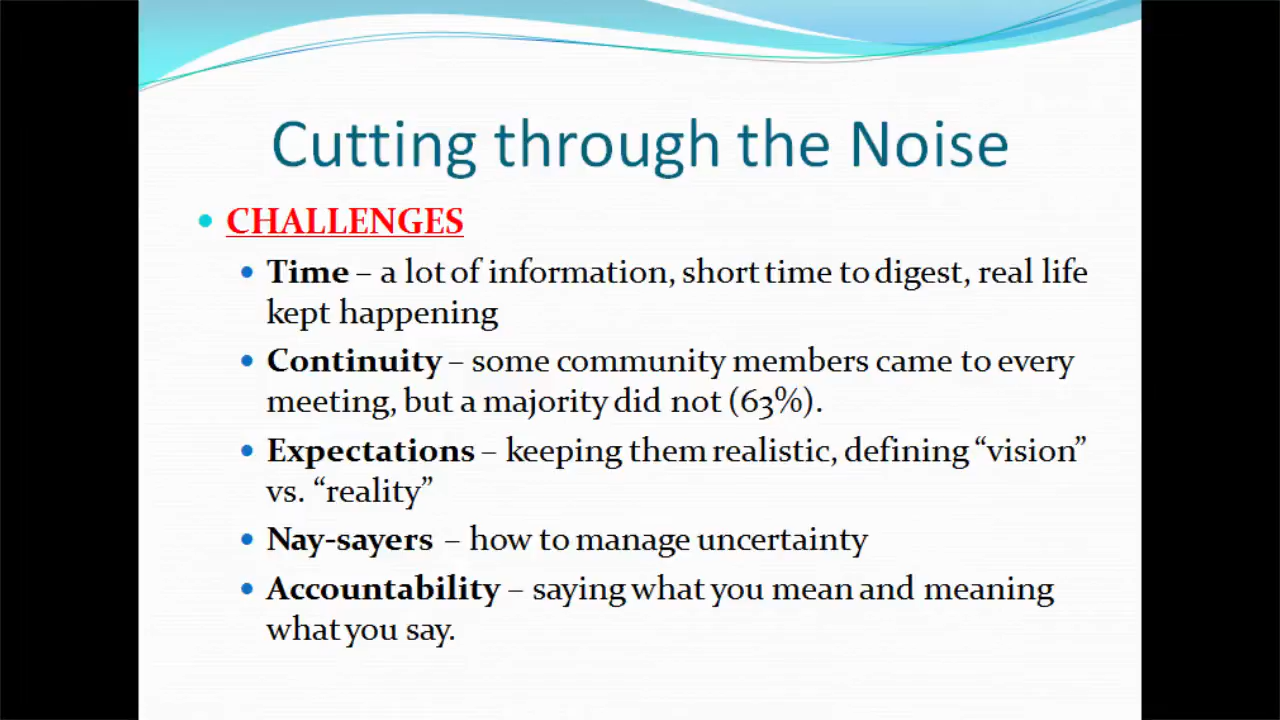 Cutting through the Noise
CHALLENGES
Time – a lot of information, short time to digest, real life
kept happening
Continuity – some community members came to every
meeting, but a majority did not (63%).
Expectations – keeping them realistic, defining “vision”
vs. “reality”
Nay-sayers – how to manage uncertainty
Accountability – saying what you mean and meaning
what you say.